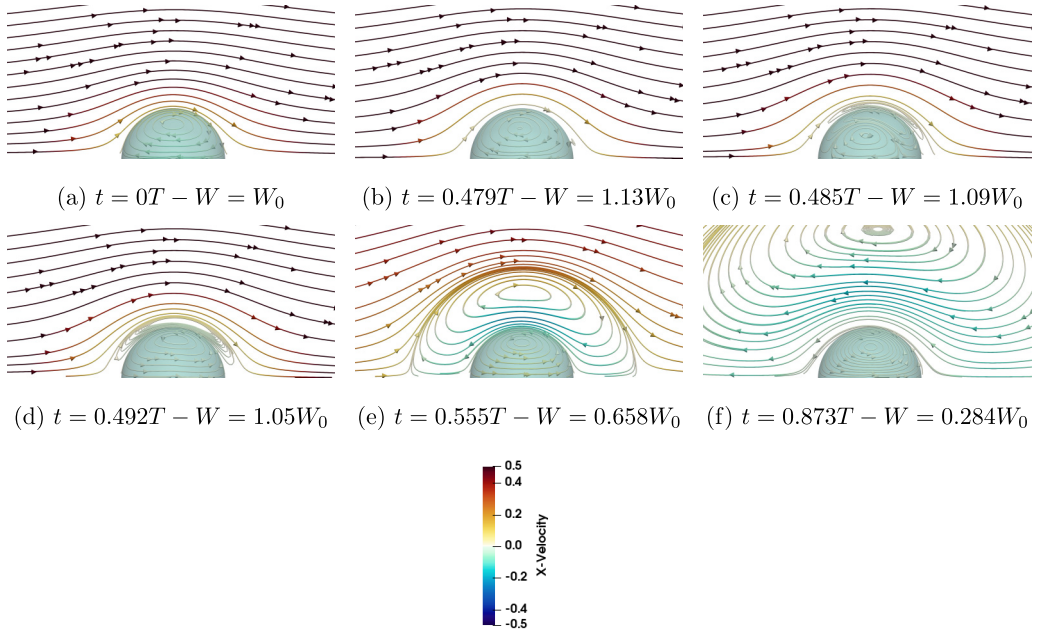 (a) t = 0T − W = W₀ (b) t = 0.479T − W = 1.13W₀ (c) t = 0.485T − W = 1.09W₀
(d) t = 0.492T − W = 1.05W₀ (e) t = 0.555T − W = 0.658W₀ (f) t = 0.873T − W = 0.284W₀
0.5
0.4
0.2
0.0
-0.2
-0.4
-0.5
X-Velocity